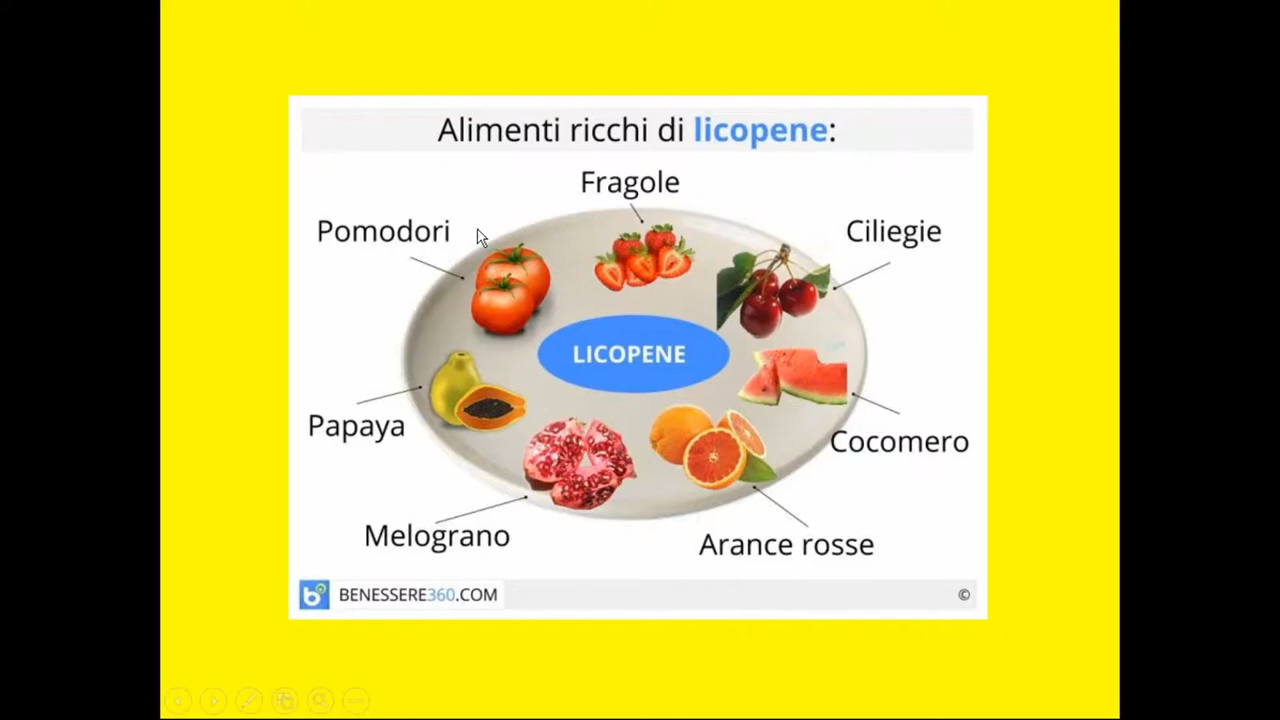 Alimenti ricchi di licopene:
Fragole
Pomodori
Ciliegie
LICOPENE
Papaya
Cocomero
Melograno
Arance rosse
b BENESSERE360.COM
©